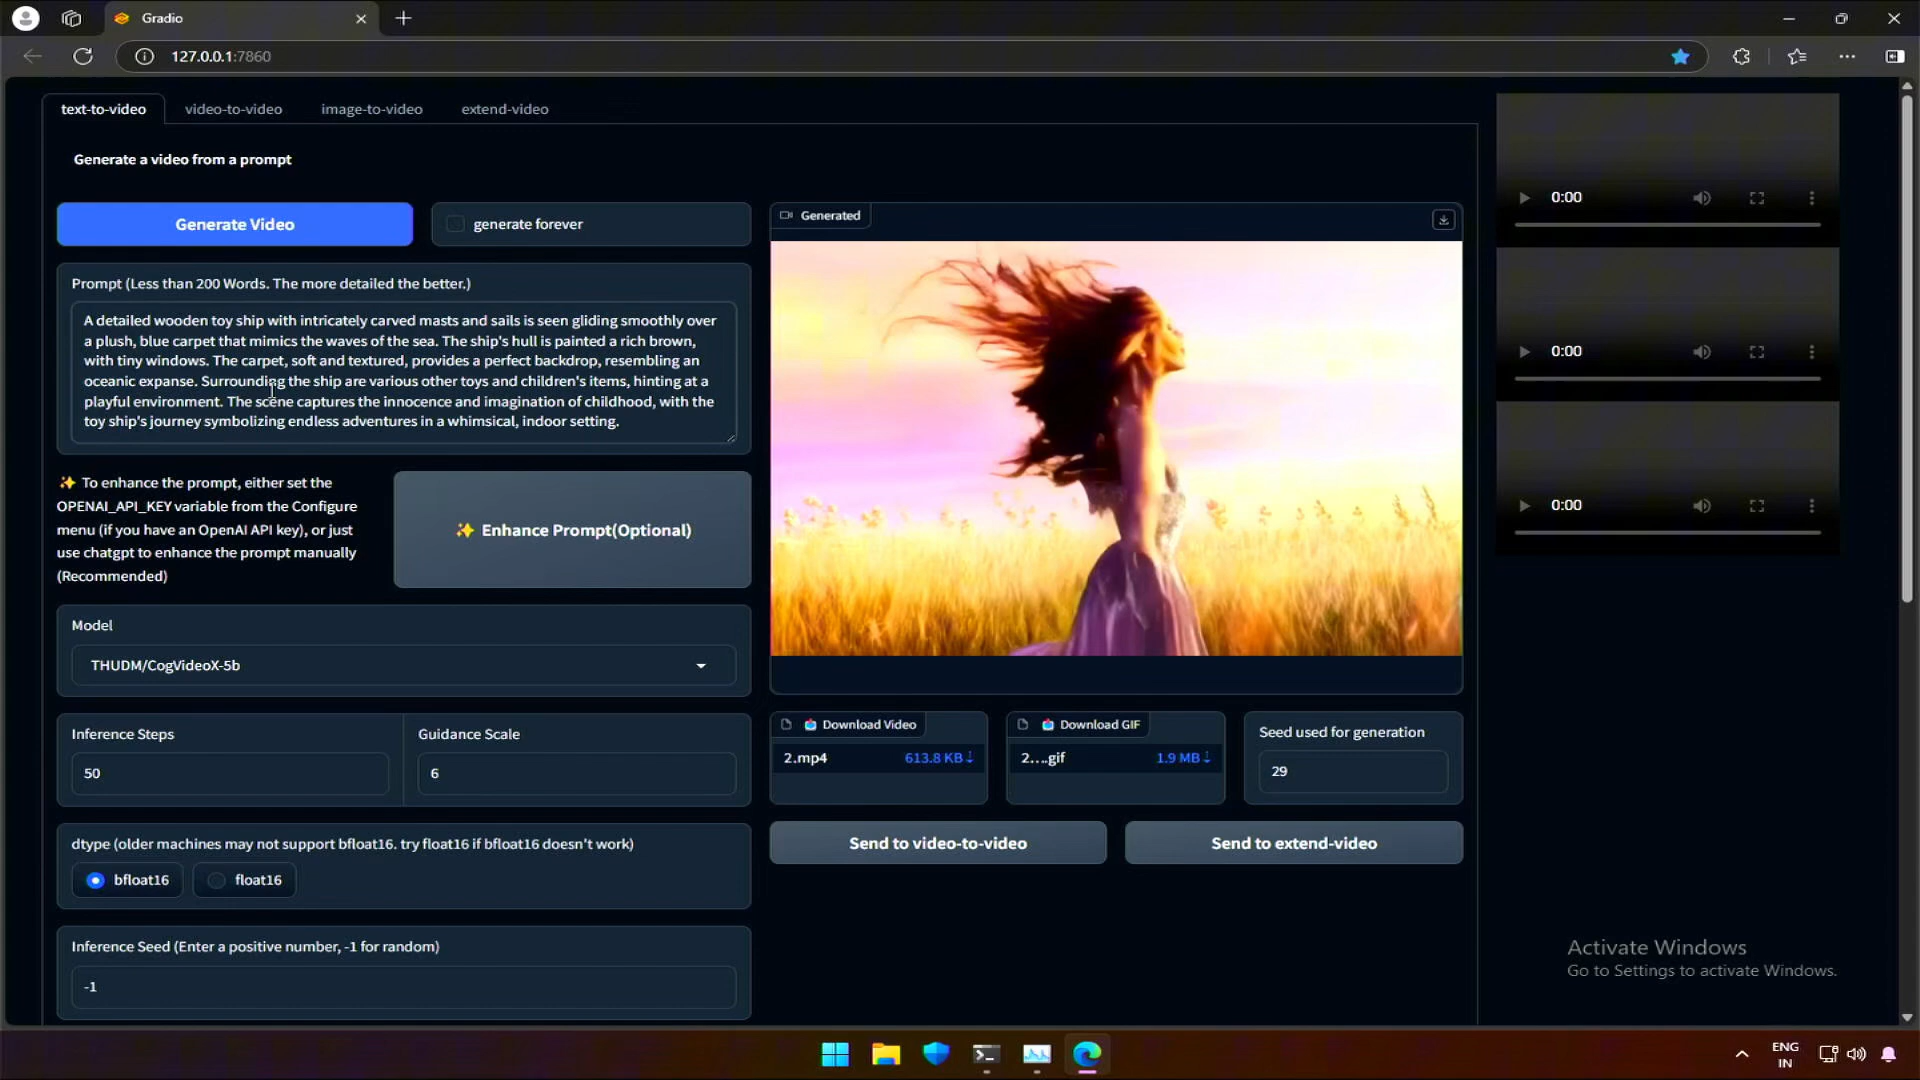 Gradio
127.0.0.1:7860
text-to-video
video-to-video
image-to-video
extend-video
Generate a video from a prompt
Generate Video
generate forever
Prompt (Less than 200 Words. The more detailed the better.)
A detailed wooden toy ship with intricately carved masts and sails is seen gliding smoothly over
a plush, blue carpet that mimics the waves of the sea. The ship's hull is painted a rich brown,
with tiny windows. The carpet, soft and textured, provides a perfect backdrop, resembling an
oceanic expanse. Surrounding the ship are various other toys and children's items, hinting at a
playful environment. The scene captures the innocence and imagination of childhood, with the
toy ship's journey symbolizing endless adventures in a whimsical, indoor setting.
✨ To enhance the prompt, either set the
OPENAI_API_KEY variable from the Configure
menu (if you have an OpenAI API key), or just
use chatgpt to enhance the prompt manually
(Recommended)
✨ Enhance Prompt(Optional)
Model
THUDM/CogVideoX-5b
Inference Steps
50
Guidance Scale
6
dtype (older machines may not support bfloat16. try float16 if bfloat16 doesn't work)
bfloat16
float16
Inference Seed (Enter a positive number, -1 for random)
-1
Generated
Download Video
2.mp4
613.8 KB ⇣
Download GIF
2....gif
1.9 MB ⇣
Seed used for generation
29
Send to video-to-video
Send to extend-video
0:00
0:00
0:00
Activate Windows
Go to Settings to activate Windows.
ENG
IN